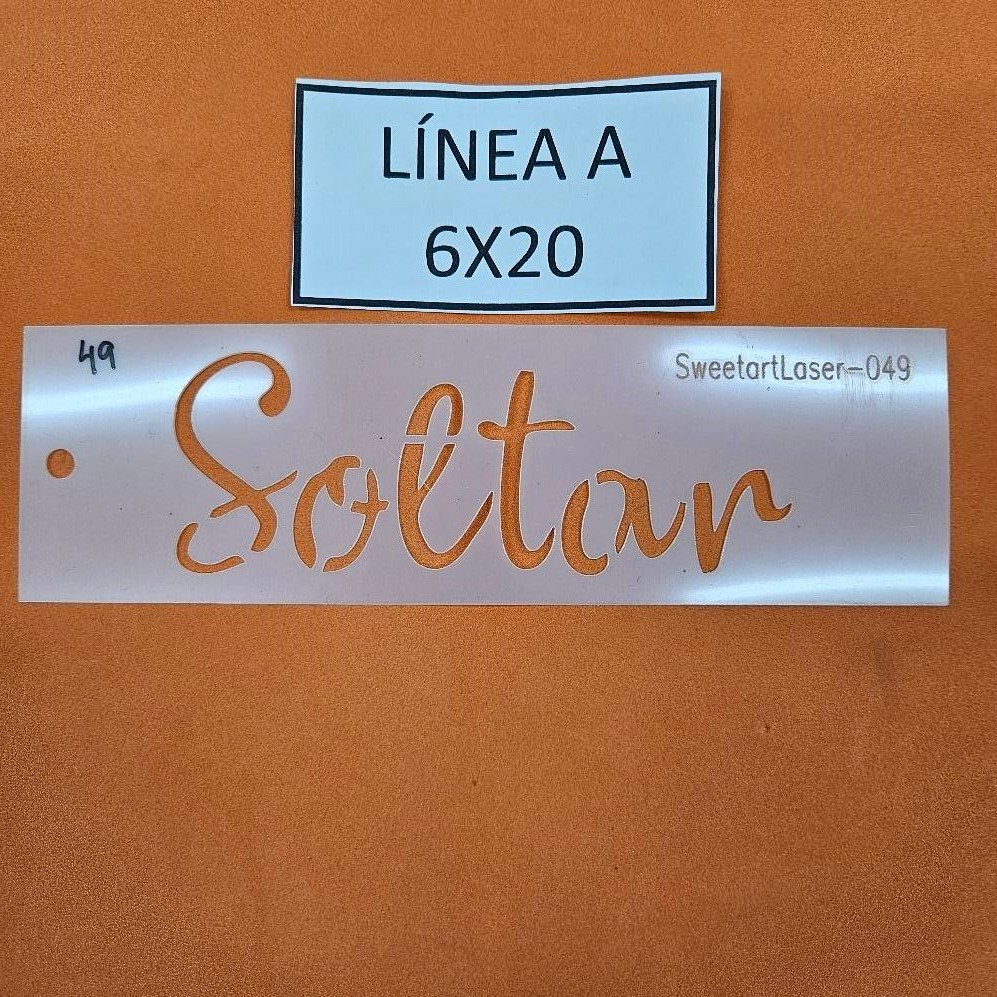 LÍNEA A
6X20
49
SweetartLaser-049
Soltar